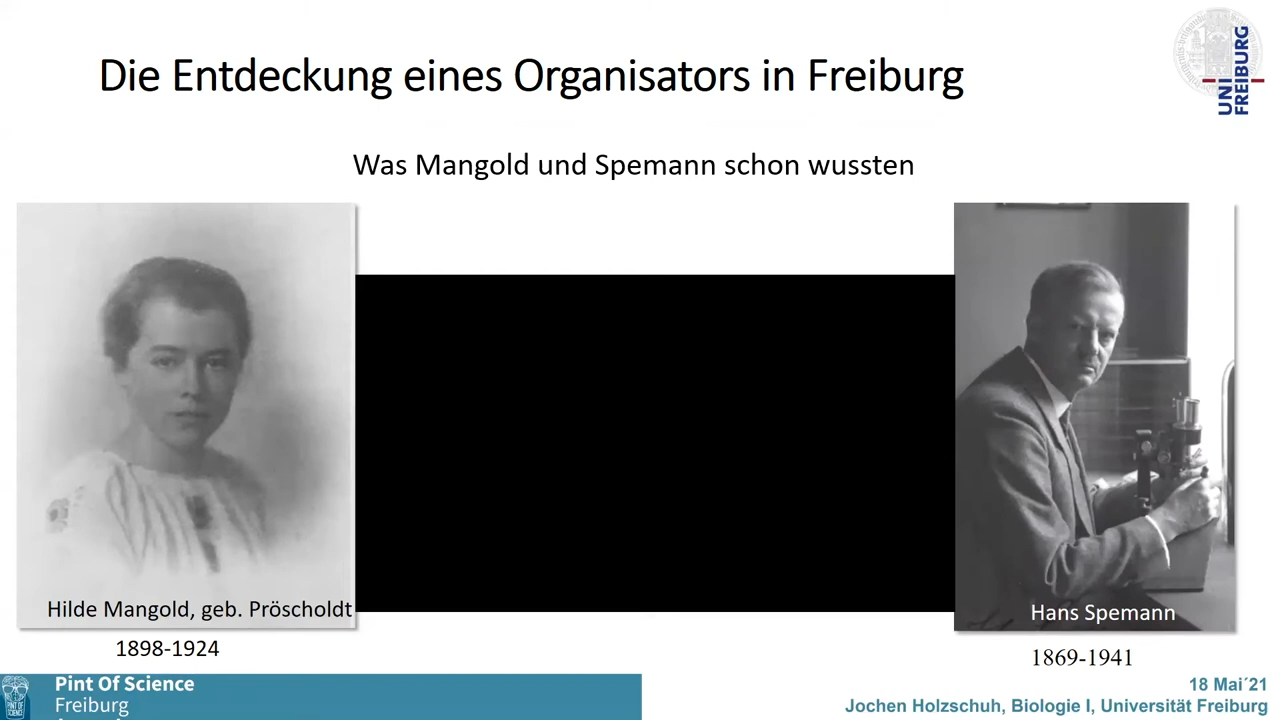 Die Entdeckung eines Organisators in Freiburg
UNI
FREIBURG
Was Mangold und Spemann schon wussten
Hilde Mangold, geb. Pröscholdt
1898-1924
Hans Spemann
1869-1941
Pint Of Science
Freiburg
18 Mai´21
Jochen Holzschuh, Biologie I, Universität Freiburg